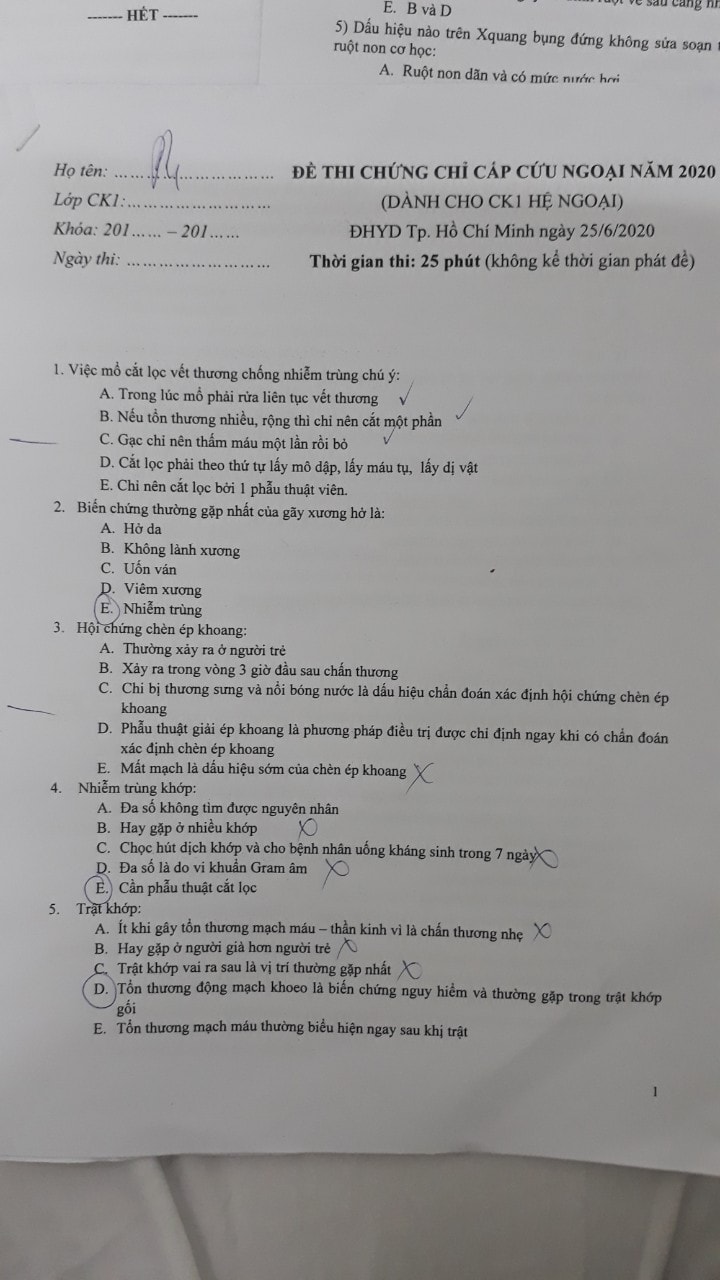 ------- HẾT -------
E. B và D
5) Dấu hiệu nào trên Xquang bụng đứng không sửa soạn
ruột non cơ học:
A. Ruột non dãn và có mức nước hơi
Họ tên: ........................... ĐỀ THI CHỨNG CHỈ CẤP CỨU NGOẠI NĂM 2020
Lớp CK1:........................... (DÀNH CHO CK1 HỆ NGOẠI)
Khóa: 201...... – 201...... ĐHYD Tp. Hồ Chí Minh ngày 25/6/2020
Ngày thi: ........................... Thời gian thi: 25 phút (không kể thời gian phát đề)
1. Việc mổ cắt lọc vết thương chống nhiễm trùng chú ý:
A. Trong lúc mổ phải rửa liên tục vết thương
B. Nếu tổn thương nhiều, rộng thì chỉ nên cắt một phần
C. Gạc chỉ nên thấm máu một lần rồi bỏ
D. Cắt lọc phải theo thứ tự lấy mô dập, lấy máu tụ, lấy dị vật
E. Chỉ nên cắt lọc bởi 1 phẫu thuật viên.
2. Biến chứng thường gặp nhất của gãy xương hở là:
A. Hở da
B. Không lành xương
C. Uốn ván
D. Viêm xương
E. Nhiễm trùng
3. Hội chứng chèn ép khoang:
A. Thường xảy ra ở người trẻ
B. Xảy ra trong vòng 3 giờ đầu sau chấn thương
C. Chi bị thương sưng và nổi bóng nước là dấu hiệu chẩn đoán xác định hội chứng chèn ép
khoang
D. Phẫu thuật giải ép khoang là phương pháp điều trị được chỉ định ngay khi có chẩn đoán
xác định chèn ép khoang
E. Mất mạch là dấu hiệu sớm của chèn ép khoang
4. Nhiễm trùng khớp:
A. Đa số không tìm được nguyên nhân
B. Hay gặp ở nhiều khớp
C. Chọc hút dịch khớp và cho bệnh nhân uống kháng sinh trong 7 ngày
D. Đa số là do vi khuẩn Gram âm
E. Cần phẫu thuật cắt lọc
5. Trật khớp:
A. Ít khi gây tổn thương mạch máu – thần kinh vì là chấn thương nhẹ
B. Hay gặp ở người già hơn người trẻ
C. Trật khớp vai ra sau là vị trí thường gặp nhất
D. Tổn thương động mạch khoeo là biến chứng nguy hiểm và thường gặp trong trật khớp
gối
E. Tổn thương mạch máu thường biểu hiện ngay sau khị trật
1